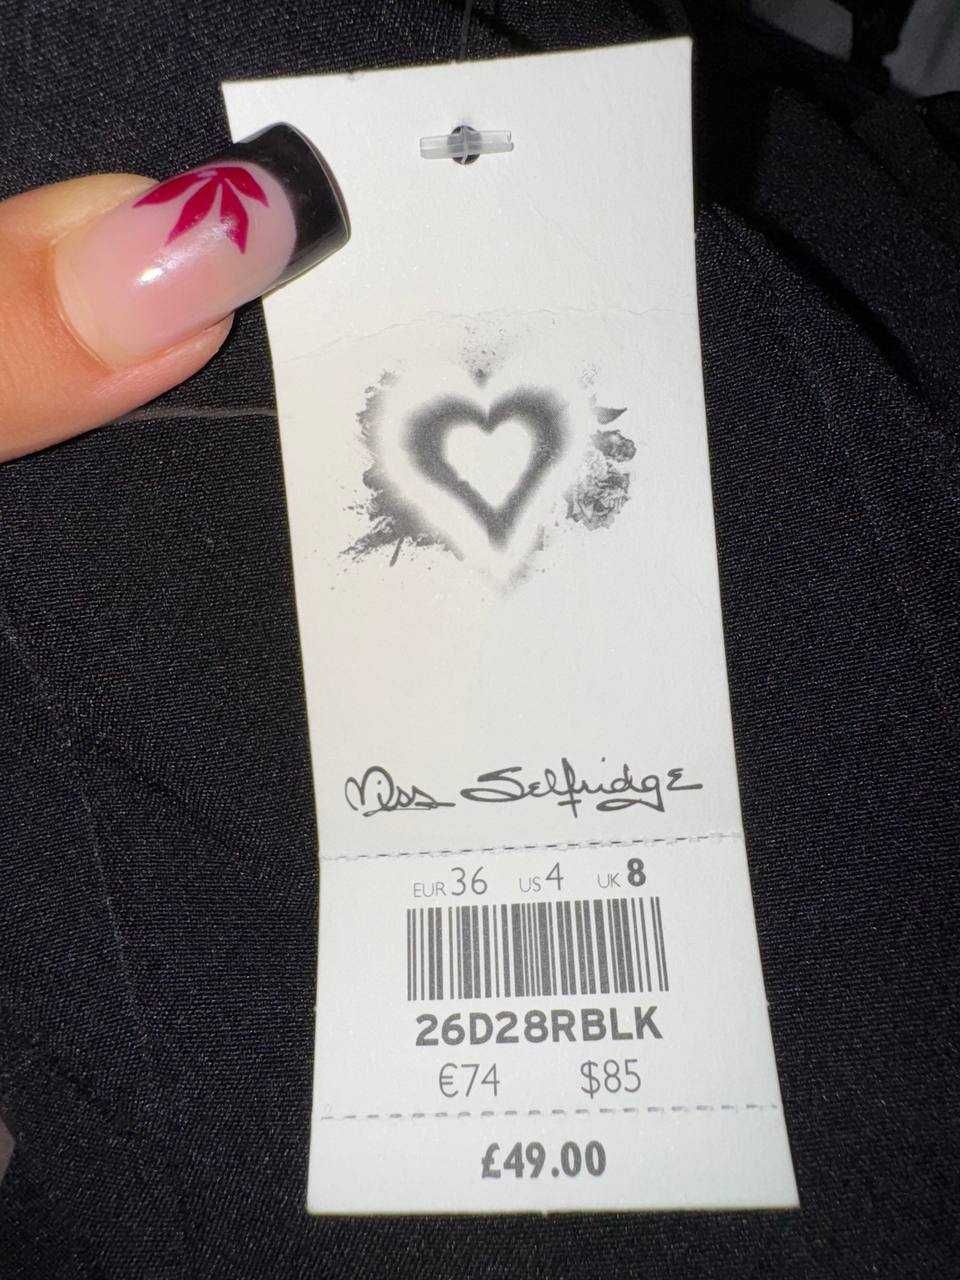 Miss Selfridge
EUR 36 US 4 UK 8
26D28RBLK
€74 $85
£49.00